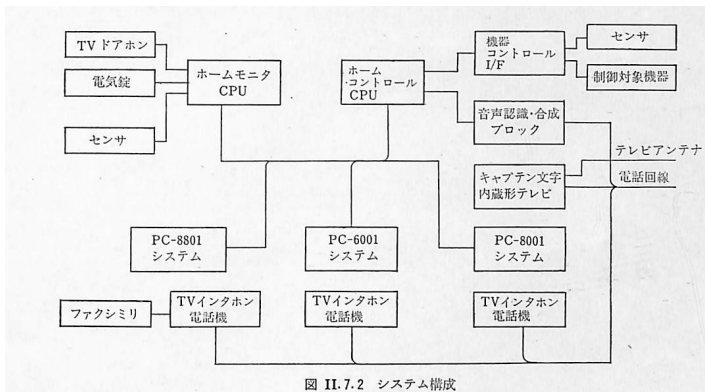 TVドアホン
電気錠
センサ
ホームモニタ
CPU
ホーム
・コントロール
CPU
機器
コントロール
I/F
センサ
制御対象機器
音声認識・合成
ブロック
キャプテン文字
内蔵形テレビ
テレビアンテナ
電話回線
PC-8801
システム
PC-6001
システム
PC-8001
システム
ファクシミリ
TVインタホン
電話機
TVインタホン
電話機
TVインタホン
電話機
図 II.7.2 システム構成